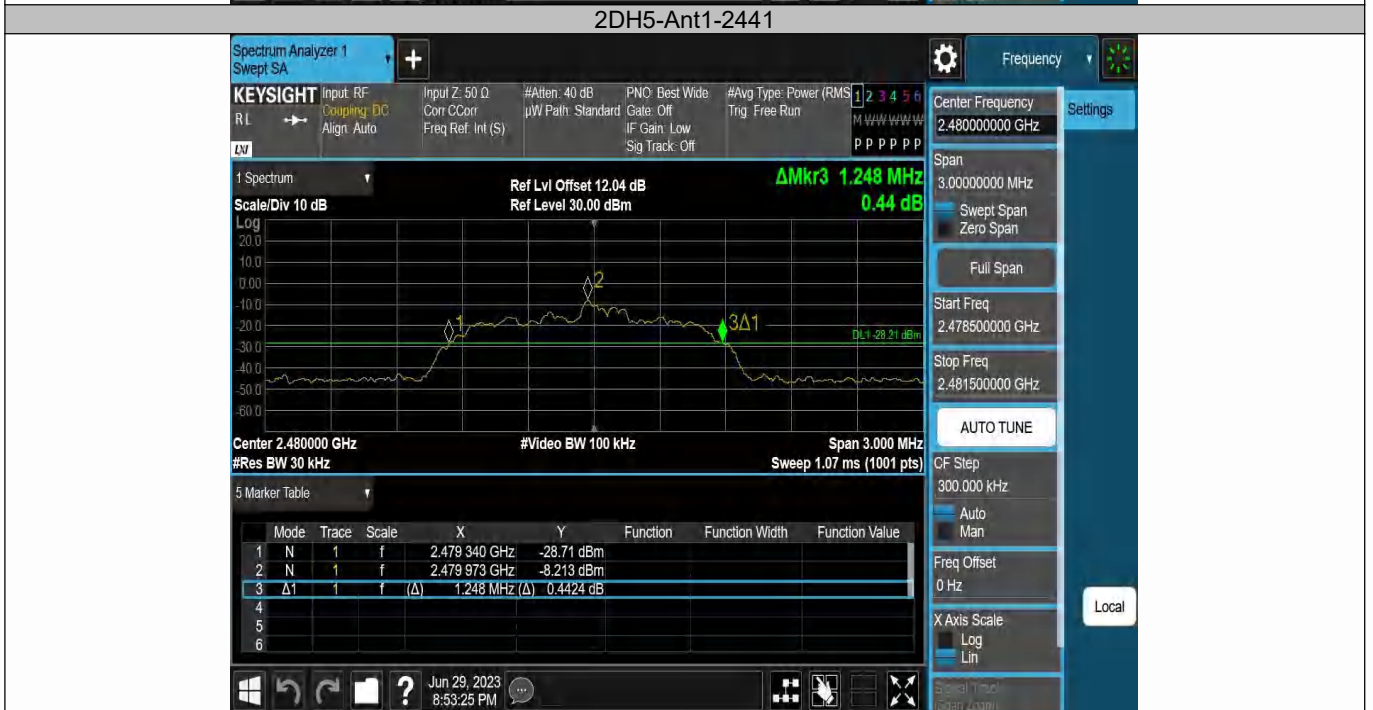 2DH5-Ant1-2441
Spectrum Analyzer 1
Swept SA
Frequency
KEYSIGHT
RL
LXI
Input: RF
Coupling: DC
Align: Auto
Input Z: 50 Ω
Corr CCorr
Freq Ref: Int (S)
#Atten: 40 dB
µW Path: Standard
PNO: Best Wide
Gate: Off
IF Gain: Low
Sig Track: Off
#Avg Type: Power (RMS
Trig: Free Run
1 2 3 4 5 6
M W W W W W
P P P P P P
1 Spectrum
Scale/Div 10 dB
Ref Lvl Offset 12.04 dB
Ref Level 30.00 dBm
ΔMkr3 1.248 MHz
0.44 dB
Log
20.0
10.0
0.00
-10.0
-20.0
-30.0
-40.0
-50.0
-60.0
1
2
3Δ1
DL1 -28.21 dBm
Center 2.480000 GHz
#Res BW 30 kHz
#Video BW 100 kHz
Span 3.000 MHz
Sweep 1.07 ms (1001 pts)
5 Marker Table
Mode Trace Scale X Y Function Function Width Function Value
1 N 1 f 2.479 340 GHz -28.71 dBm
2 N 1 f 2.479 973 GHz -8.213 dBm
3 Δ1 1 f (Δ) 1.248 MHz (Δ) 0.4424 dB
4
5
6
Jun 29, 2023
8:53:25 PM
Center Frequency
2.480000000 GHz
Settings
Span
3.00000000 MHz
Swept Span
Zero Span
Full Span
Start Freq
2.478500000 GHz
Stop Freq
2.481500000 GHz
AUTO TUNE
CF Step
300.000 kHz
Auto
Man
Freq Offset
0 Hz
X Axis Scale
Log
Lin
Local
Signal Track
(Span Zoom)